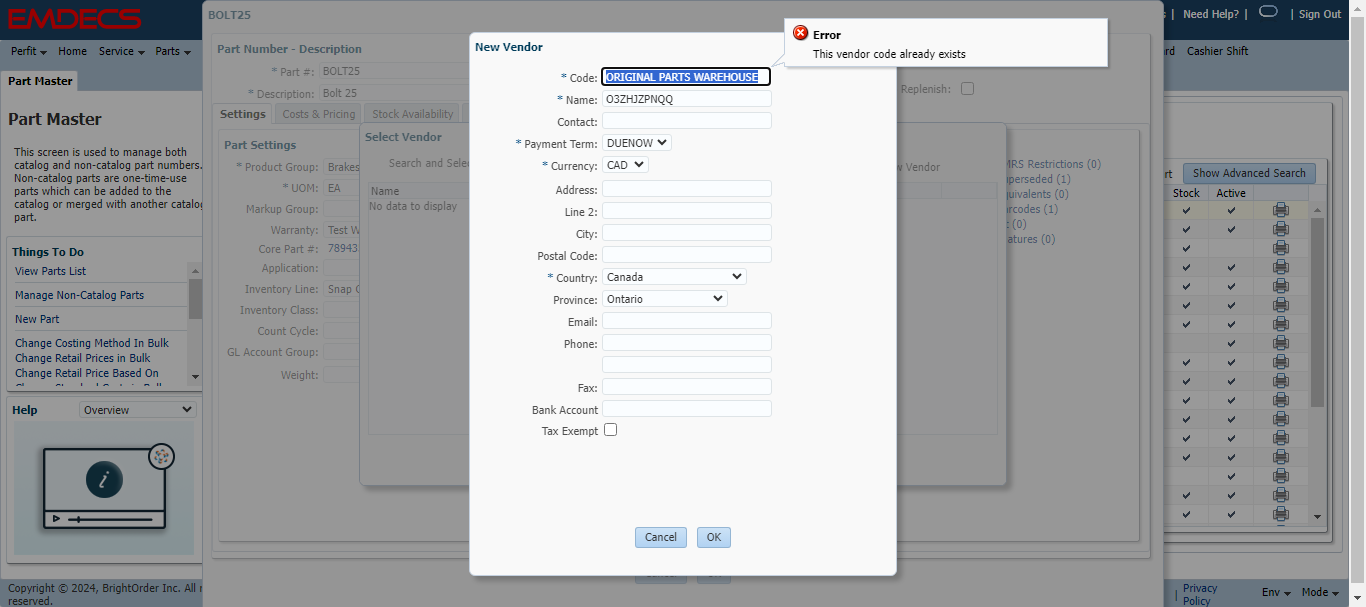 EMDECS
Need Help? |
| Sign Out
Perfit
Home
Service
Parts
Cashier Shift
Part Master
Part Master
This screen is used to manage both
catalog and non-catalog part numbers.
Non-catalog parts are one-time-use
parts which can be added to the
catalog or merged with another catalog
part.
Things To Do
View Parts List
Manage Non-Catalog Parts
New Part
Change Costing Method In Bulk
Change Retail Prices in Bulk
Change Retail Price Based On
Help
Overview
Copyright © 2024, BrightOrder Inc. All
reserved.
BOLT25
Part Number - Description
* Part #: BOLT25
* Description: Bolt 25
Replenish:
Settings
Costs & Pricing
Stock Availability
Part Settings
* Product Group: Brakes
* UOM: EA
Markup Group:
Warranty: Test W
Core Part #: 78943
Application:
Inventory Line: Snap
Inventory Class:
Count Cycle:
GL Account Group:
Weight:
Select Vendor
Search and Selec
Name
No data to display
w Vendor
MRS Restrictions (0)
uperseded (1)
quivalents (0)
arcodes (1)
(0)
atures (0)
New Vendor
* Code: ORIGINAL PARTS WAREHOUSE
* Name: O3ZHJZPNQQ
Contact:
* Payment Term: DUENOW
* Currency: CAD
Address:
Line 2:
City:
Postal Code:
* Country: Canada
Province: Ontario
Email:
Phone:
Fax:
Bank Account
Tax Exempt
Cancel
OK
Error
This vendor code already exists
Show Advanced Search
Stock
Active
Privacy
Policy
Env
Mode